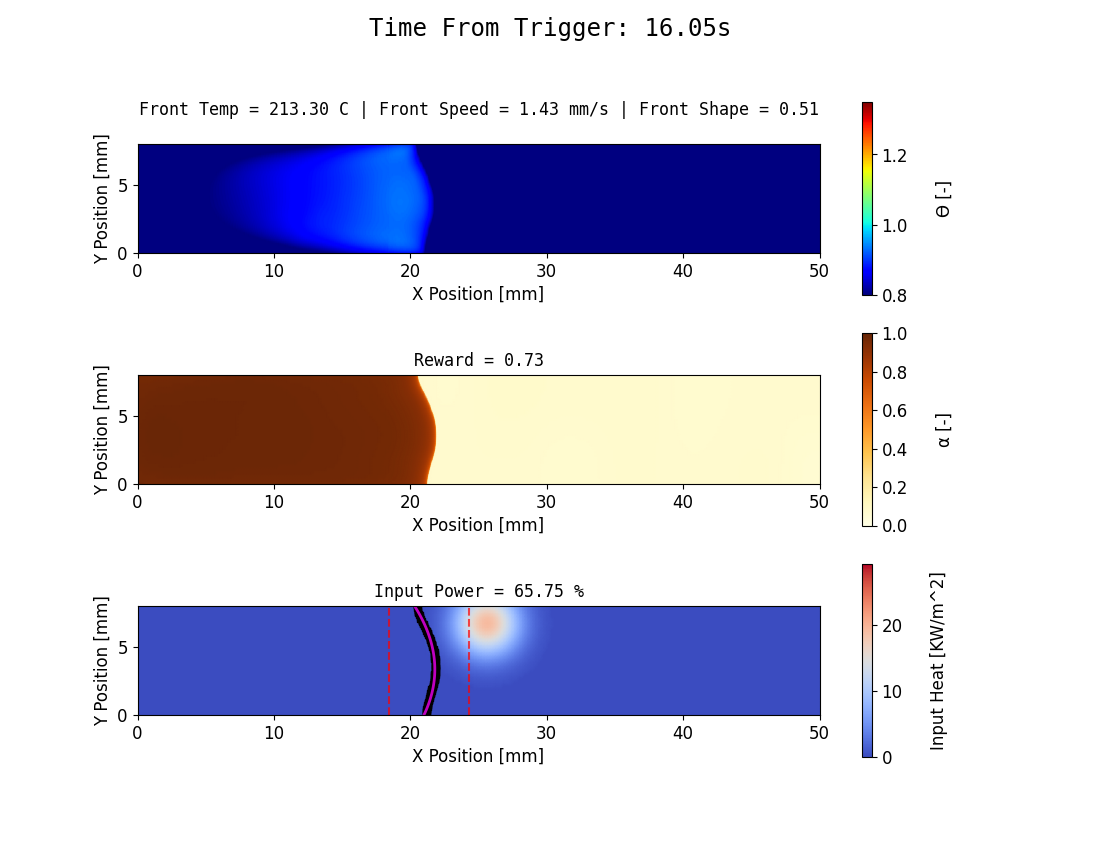 Time From Trigger: 16.05s
Front Temp = 213.30 C | Front Speed = 1.43 mm/s | Front Shape = 0.51
Y Position [mm]
5
0
0 10 20 30 40 50
X Position [mm]
1.2
1.0
0.8
Θ [-]
Reward = 0.73
Y Position [mm]
5
0
0 10 20 30 40 50
X Position [mm]
1.0
0.8
0.6
0.4
0.2
0.0
α [-]
Input Power = 65.75 %
Y Position [mm]
5
0
0 10 20 30 40 50
X Position [mm]
20
10
0
Input Heat [KW/m^2]